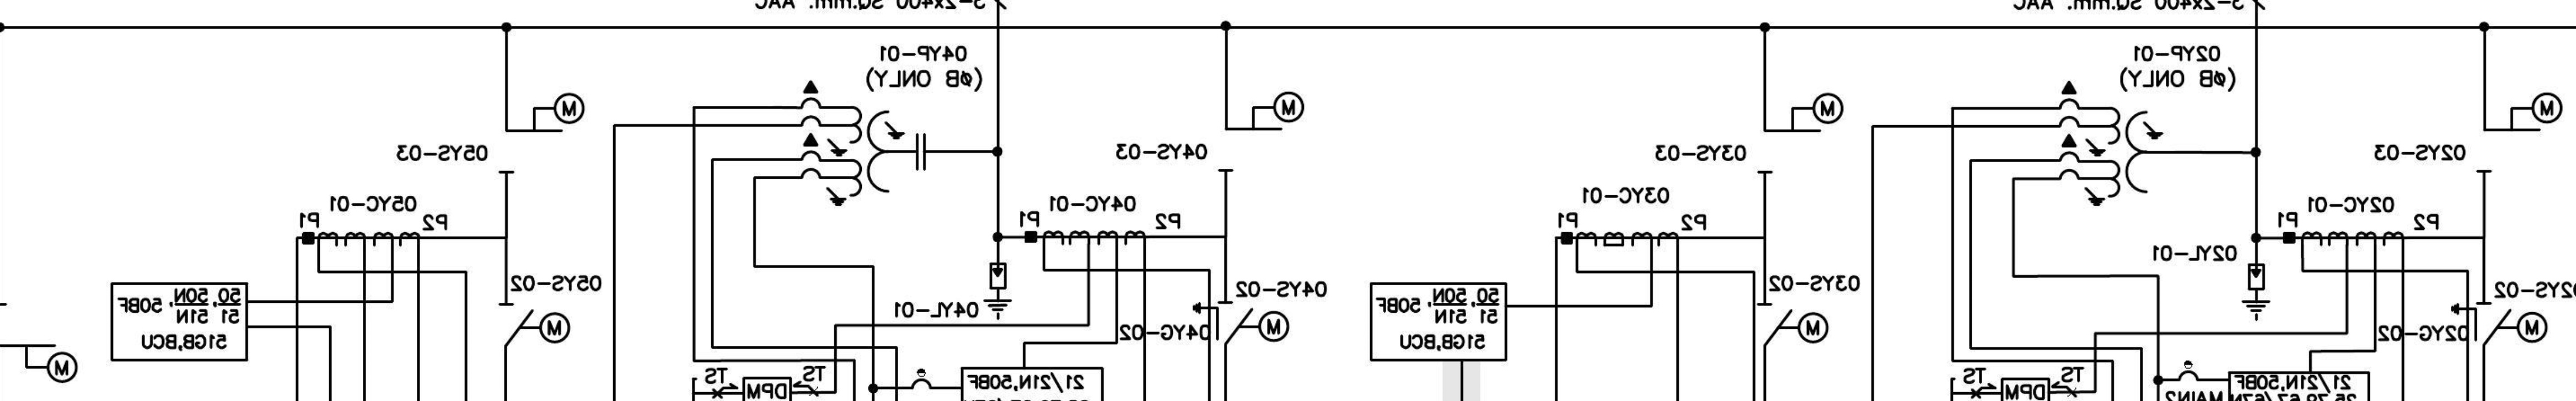 3-2x400 SQ.mm. AAC
3-2x400 SQ.mm. AAC
04YP-01
(øB ONLY)
02YP-01
(øB ONLY)
M
M
M
M
05YS-03
04YS-03
03YS-03
02YS-03
05YC-01
P1
P2
04YC-01
P1
P2
03YC-01
P1
P2
02YC-01
P1
P2
02YL-01
05YS-02
04YS-02
03YS-02
02YS-02
50, 50N, 50BF
51 51N
51GB,BCU
04YL-01
04YG-02
50, 50N, 50BF
51 51N
51GB,BCU
02YG-02
M
M
M
M
M
TS
DPM
TS
21/21N,50BF
TS
DPM
TS
21/21N,50BF
25,79,67/67N MAIN2